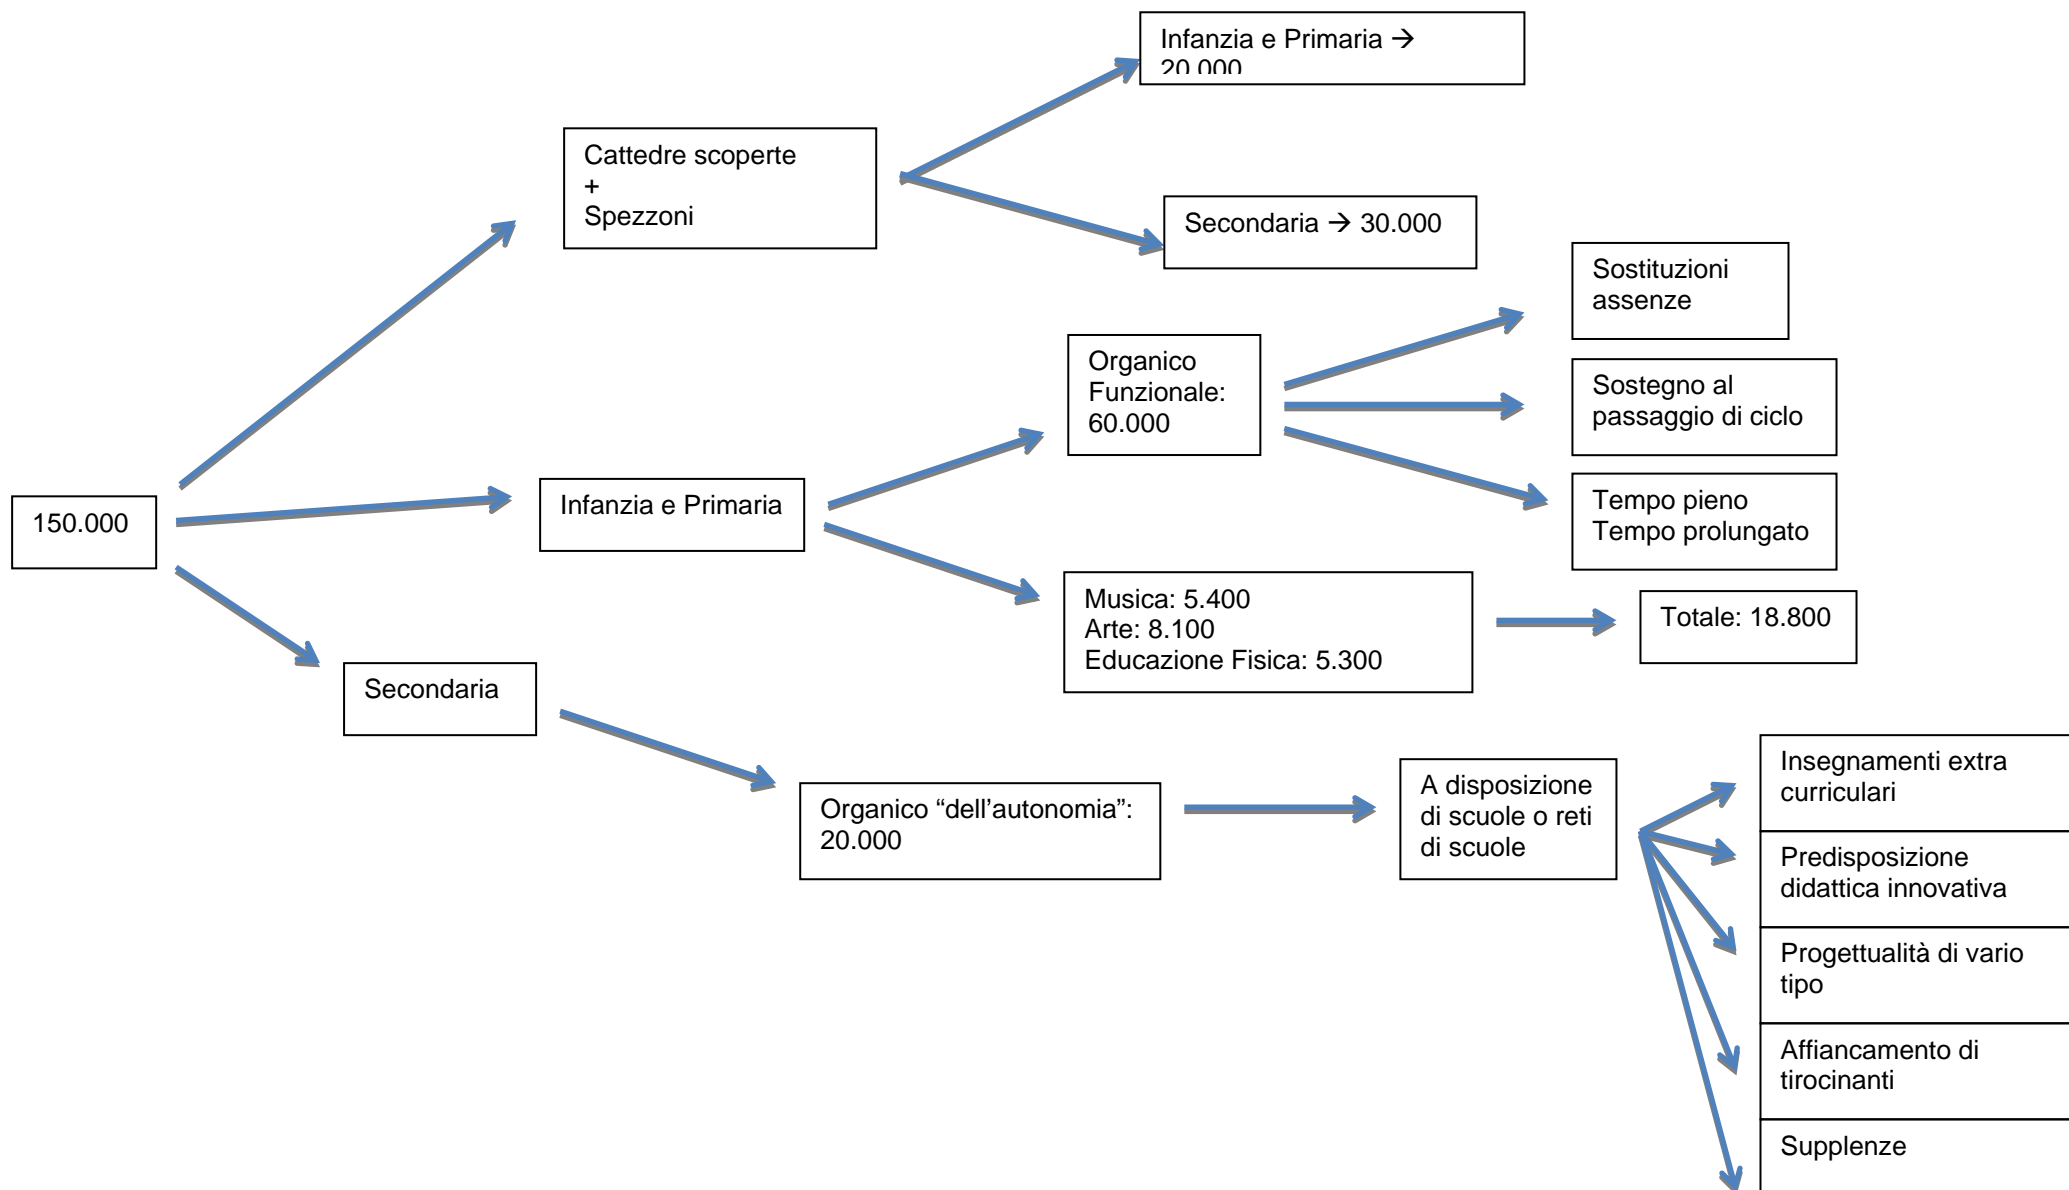 Infanzia e Primaria →
20.000
Cattedre scoperte
+
Spezzoni
Secondaria → 30.000
Sostituzioni
assenze
Organico
Funzionale:
60.000
Sostegno al
passaggio di ciclo
150.000
Infanzia e Primaria
Tempo pieno
Tempo prolungato
Musica: 5.400
Arte: 8.100
Educazione Fisica: 5.300
Totale: 18.800
Secondaria
Organico “dell’autonomia”:
20.000
A disposizione
di scuole o reti
di scuole
Insegnamenti extra
curriculari
Predisposizione
didattica innovativa
Progettualità di vario
tipo
Affiancamento di
tirocinanti
Supplenze